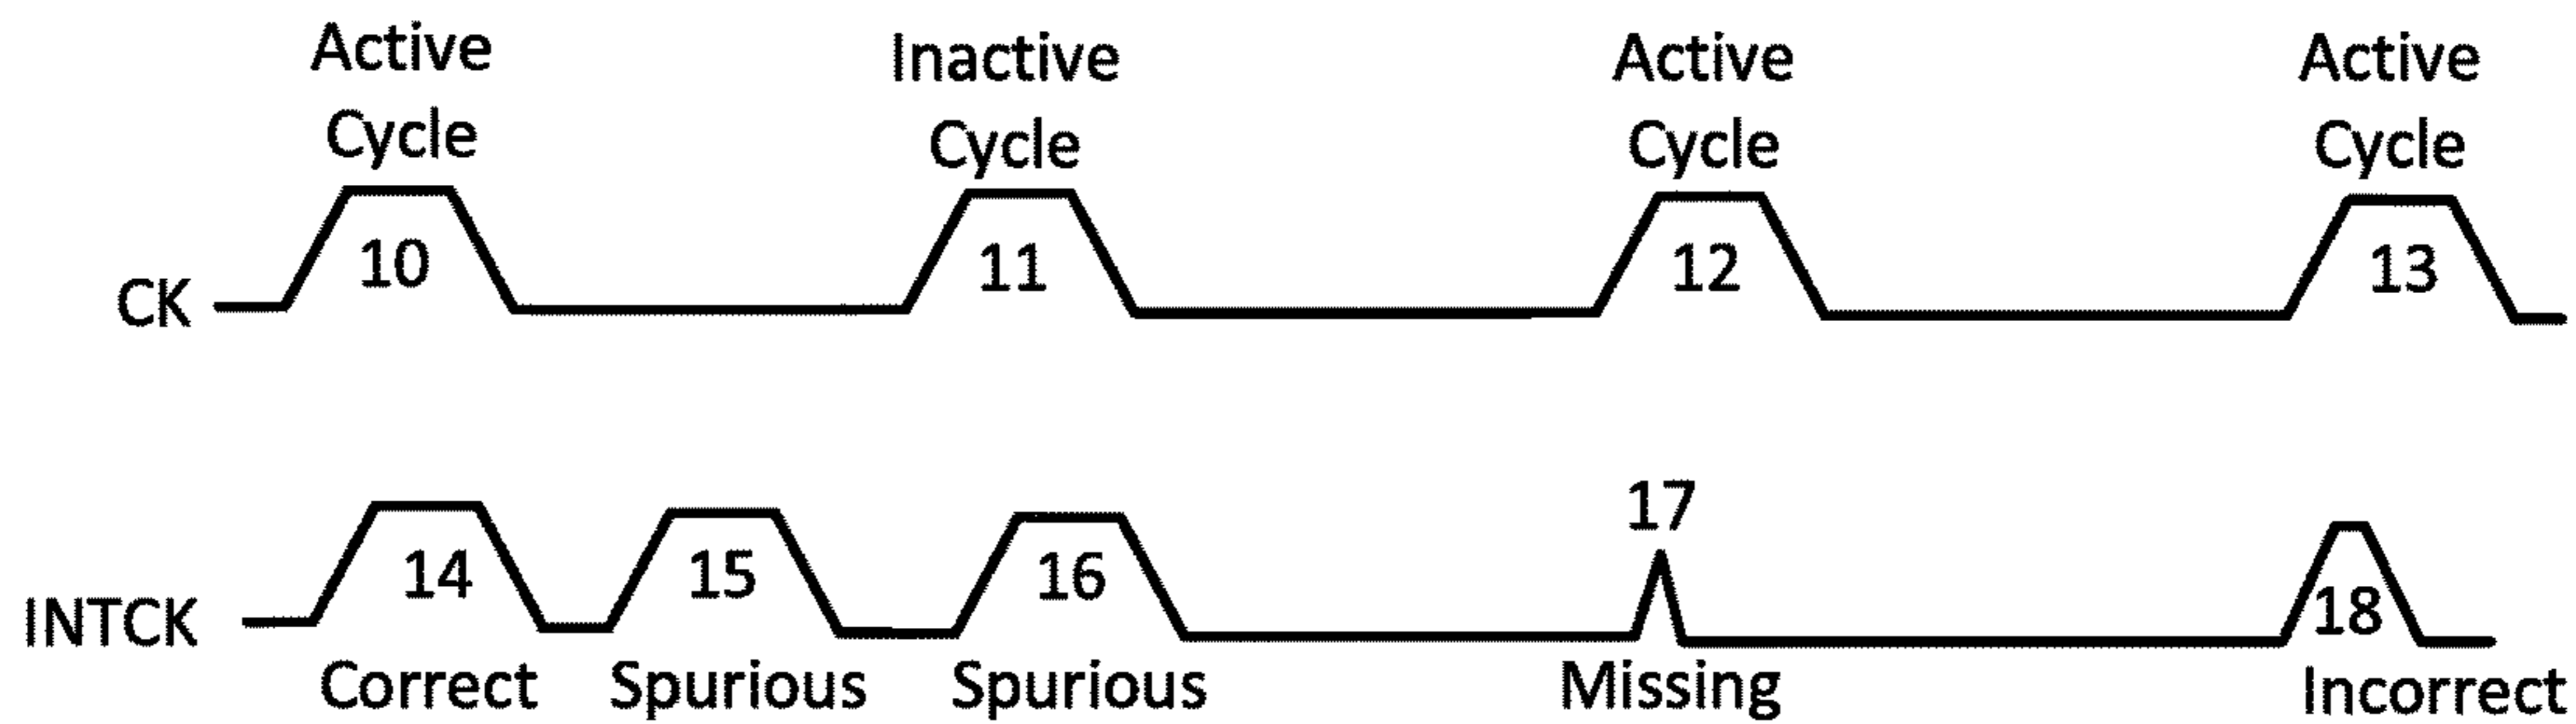 Active Inactive Active Active
Cycle Cycle Cycle Cycle
10 11 12 13
CK
17
14 15 16 18
INTCK
Correct Spurious Spurious Missing Incorrect